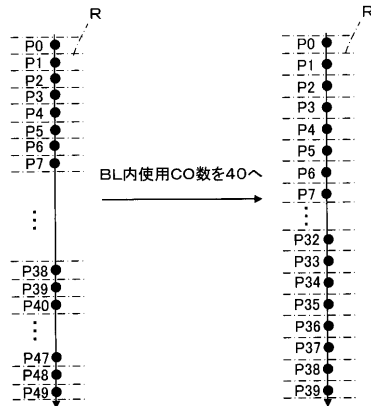 R
P0
P1
P2
P3
P4
P5
P6
P7
⋮
P38
P39
P40
⋮
P47
P48
P49
BL内使用CO数を40へ
R
P0
P1
P2
P3
P4
P5
P6
P7
⋮
P32
P33
P34
P35
P36
P37
P38
P39